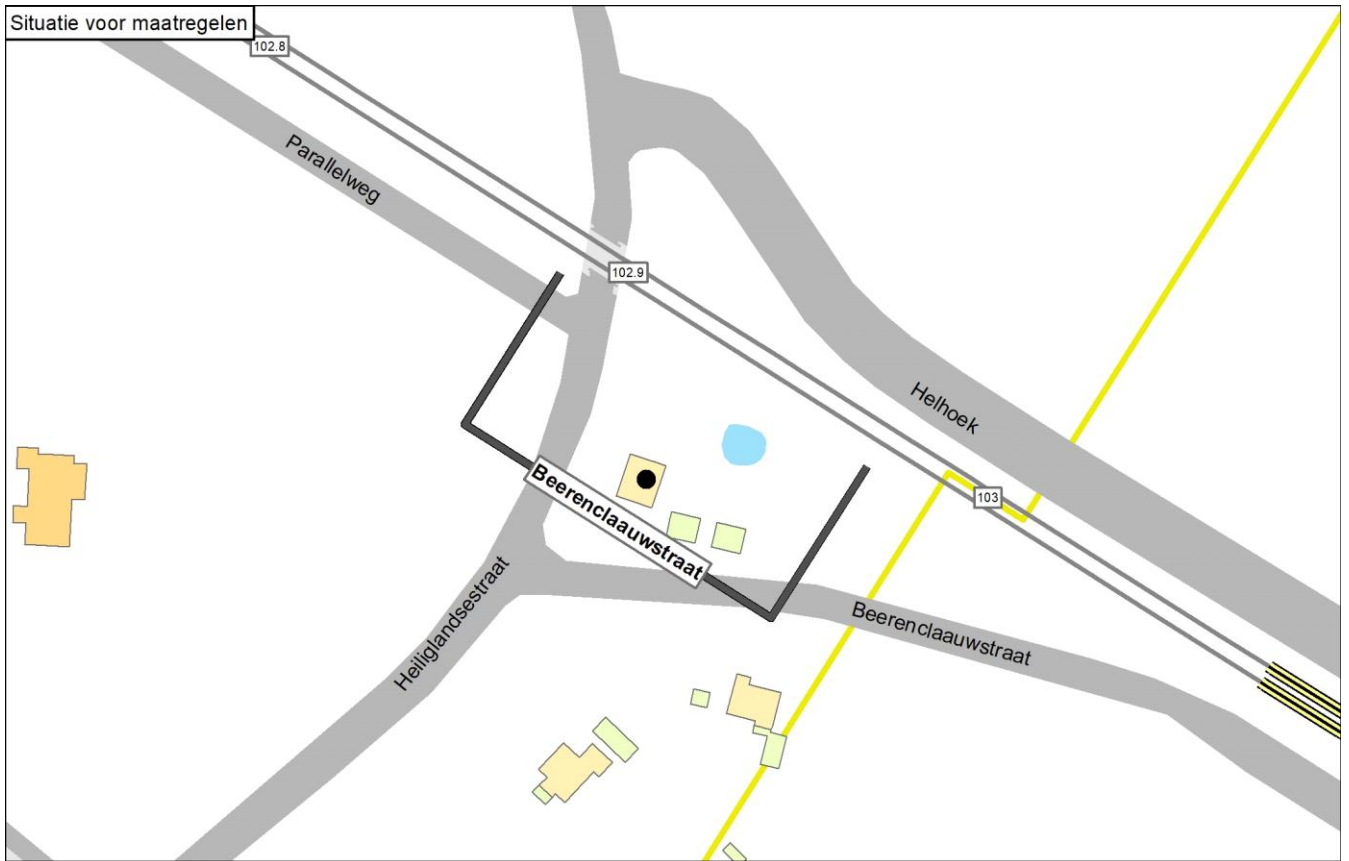 Situatie voor maatregelen
102.8
Parallelweg
102.9
Helhoek
Beerenclaauwstraat
103
Heiliglandsestraat
Beerenclaauwstraat